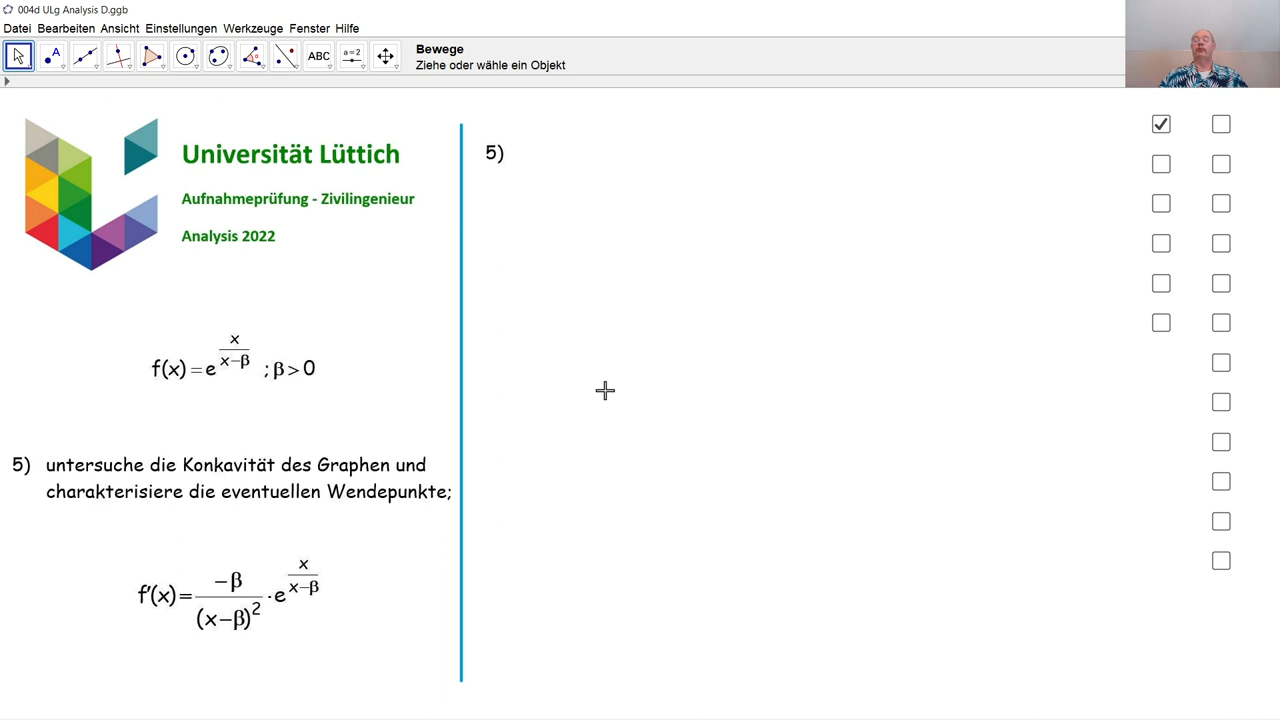 004d ULg Analysis D.ggb
Datei Bearbeiten Ansicht Einstellungen Werkzeuge Fenster Hilfe
A ABC a=2
Bewege
Ziehe oder wähle ein Objekt
Universität Lüttich
Aufnahmeprüfung - Zivilingenieur
Analysis 2022
f(x) = e^(x/(x−β)) ; β > 0
5) untersuche die Konkavität des Graphen und
charakterisiere die eventuellen Wendepunkte;
f'(x) = −β/(x−β)² · e^(x/(x−β))
5)